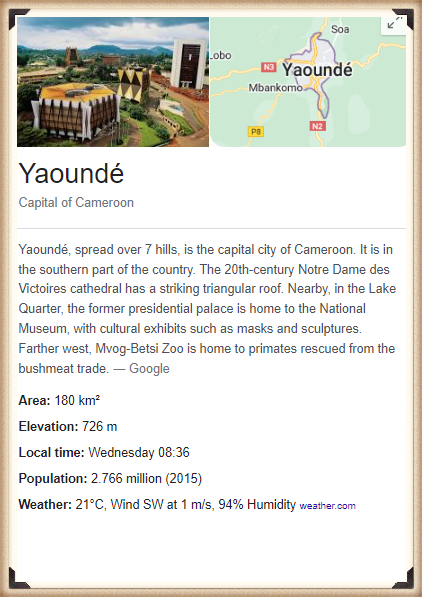 Soa
Lobo
N3
Yaoundé
Mbankomo
N2
P8
Yaoundé
Capital of Cameroon
Yaoundé, spread over 7 hills, is the capital city of Cameroon. It is in
the southern part of the country. The 20th-century Notre Dame des
Victoires cathedral has a striking triangular roof. Nearby, in the Lake
Quarter, the former presidential palace is home to the National
Museum, with cultural exhibits such as masks and sculptures.
Farther west, Mvog-Betsi Zoo is home to primates rescued from the
bushmeat trade. — Google
Area: 180 km²
Elevation: 726 m
Local time: Wednesday 08:36
Population: 2.766 million (2015)
Weather: 21°C, Wind SW at 1 m/s, 94% Humidity weather.com